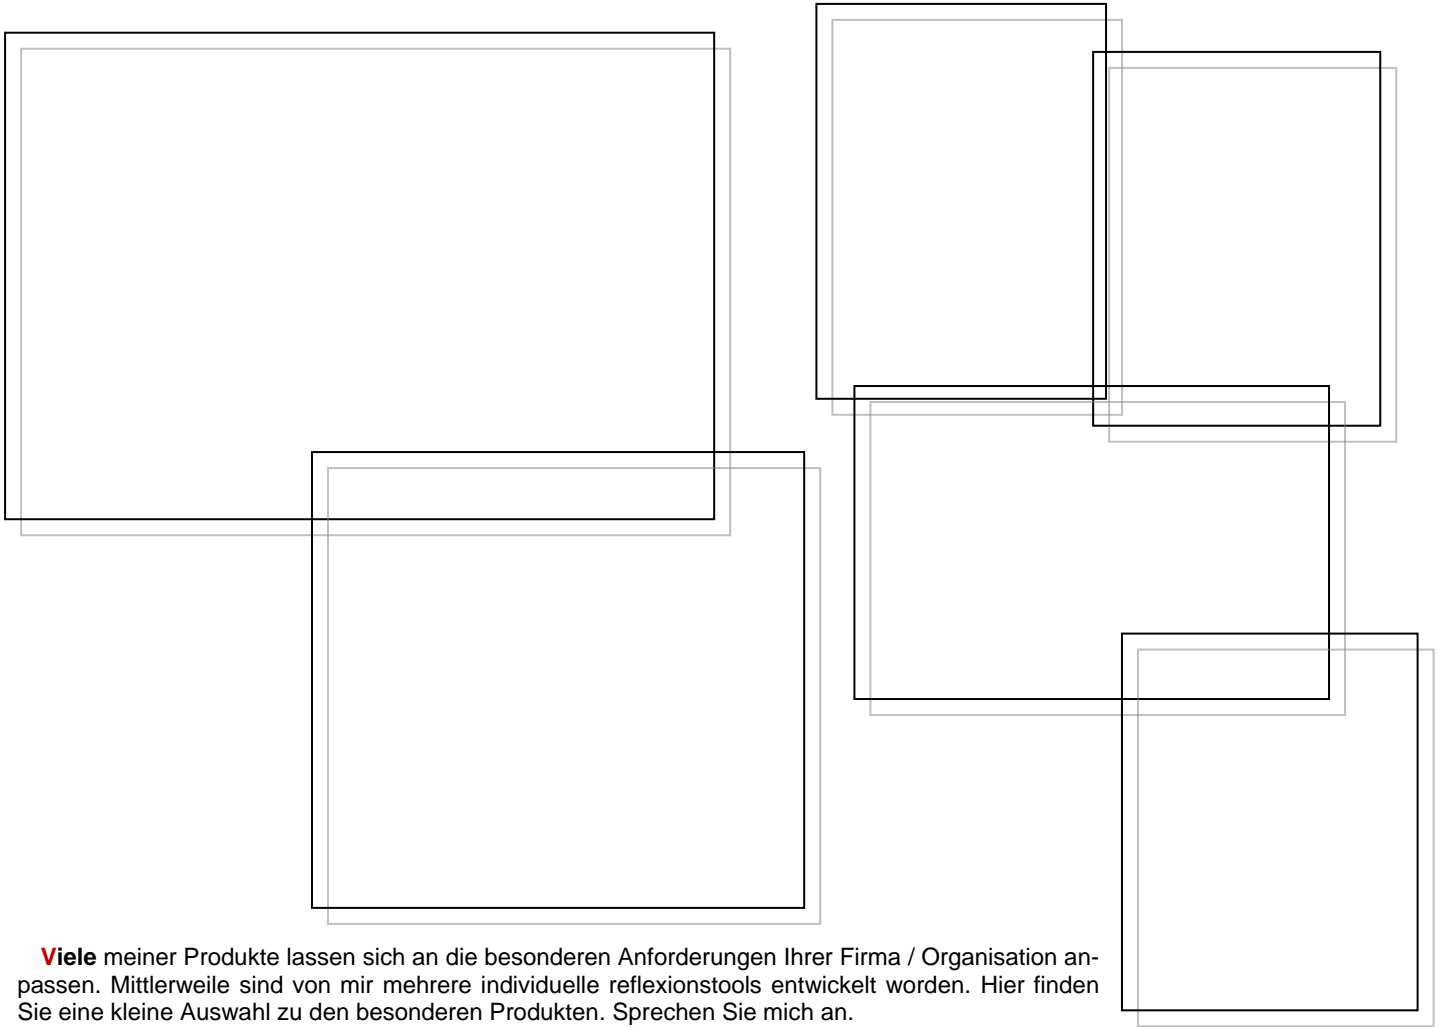 Viele meiner Produkte lassen sich an die besonderen Anforderungen Ihrer Firma / Organisation an-
passen. Mittlerweile sind von mir mehrere individuelle reflexionstools entwickelt worden. Hier finden
Sie eine kleine Auswahl zu den besonderen Produkten. Sprechen Sie mich an.